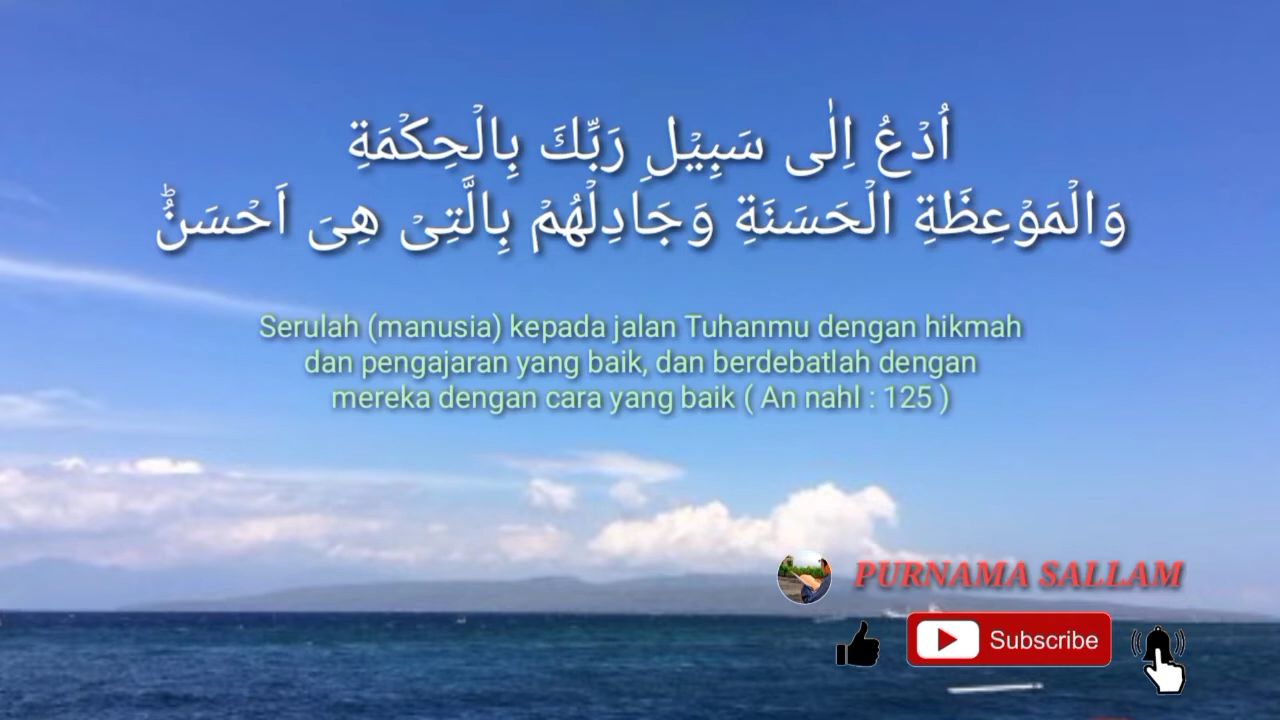 اُدْعُ اِلٰى سَبِيْلِ رَبِّكَ بِالْحِكْمَةِ
وَالْمَوْعِظَةِ الْحَسَنَةِ وَجَادِلْهُمْ بِالَّتِيْ هِيَ اَحْسَنُۗ
Serulah (manusia) kepada jalan Tuhanmu dengan hikmah
dan pengajaran yang baik, dan berdebatlah dengan
mereka dengan cara yang baik ( An nahl : 125 )
PURNAMA SALLAM
Subscribe